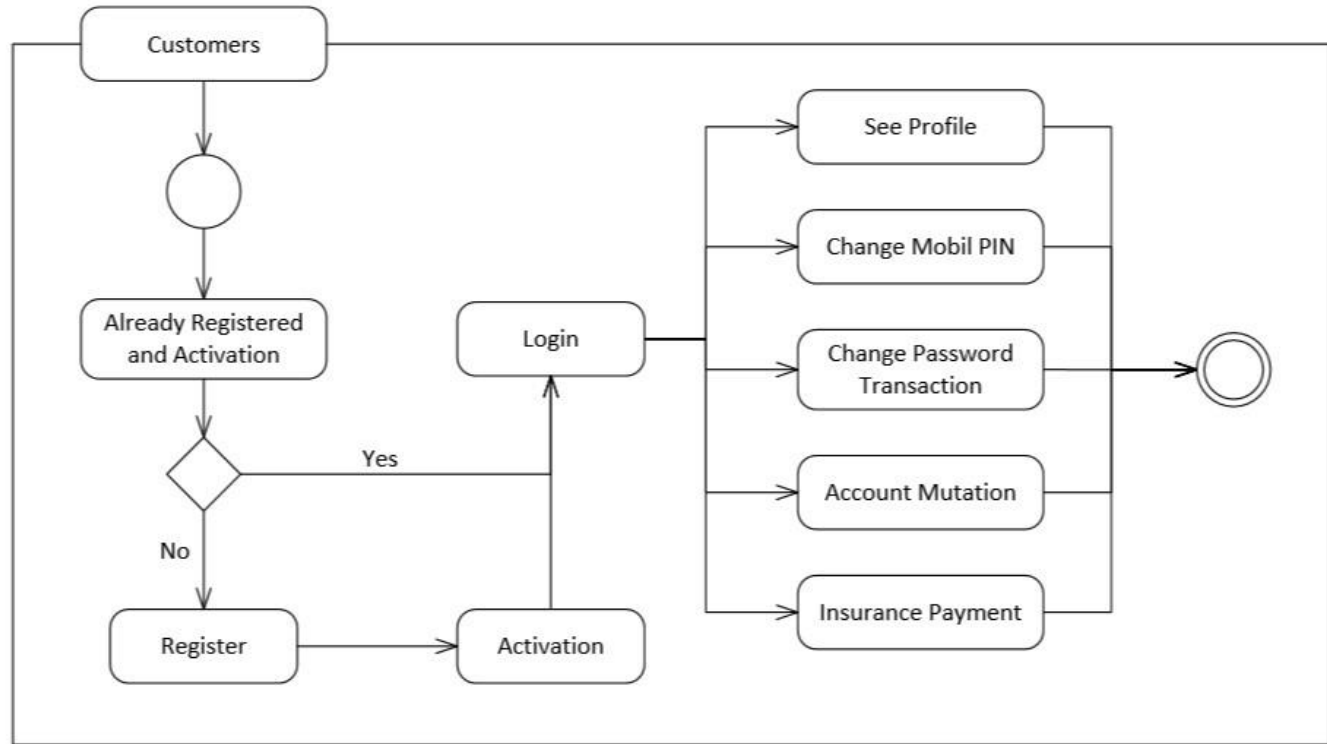 Customers
See Profile
Change Mobil PIN
Already Registered
and Activation
Login
Change Password
Transaction
Yes
Account Mutation
No
Register
Activation
Insurance Payment